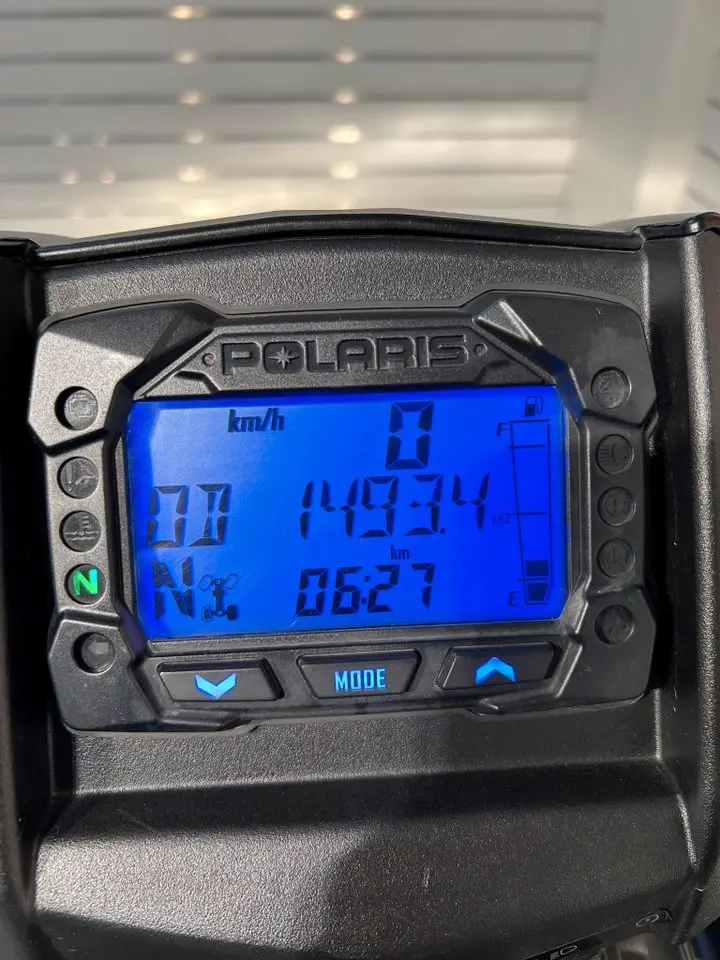 POLARIS
km/h 0
F
OD 1493.4
1/2
km
N 06:27
E
N
MODE